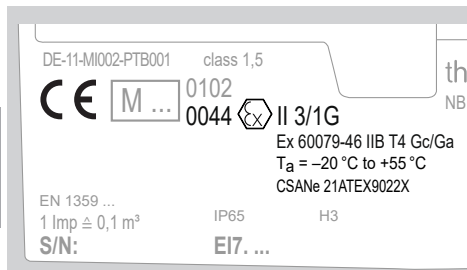 DE-11-MI002-PTB001 class 1,5
th
CE M ... 0102
NB
0044 Ex II 3/1G
Ex 60079-46 IIB T4 Gc/Ga
Ta = –20 °C to +55 °C
CSANe 21ATEX9022X
EN 1359 ...
1 Imp ≙ 0,1 m³ IP65 H3
S/N: EI7. ...